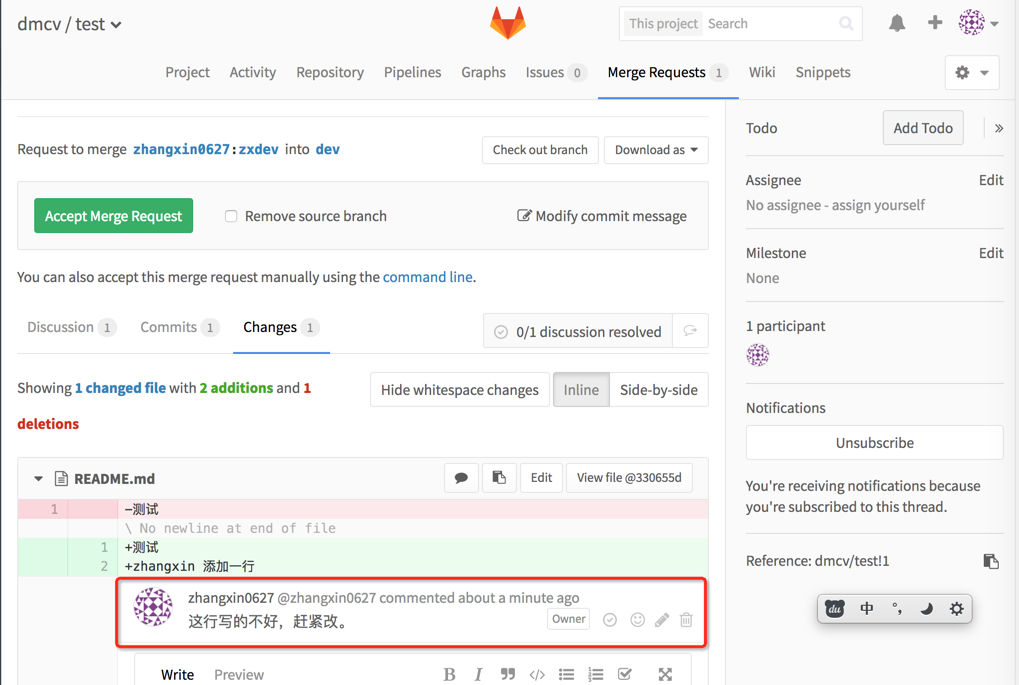 dmcv / test
This project Search
Project Activity Repository Pipelines Graphs Issues 0 Merge Requests 1 Wiki Snippets
Request to merge zhangxin0627:zxdev into dev
Check out branch Download as
Accept Merge Request Remove source branch Modify commit message
You can also accept this merge request manually using the command line.
Discussion 1 Commits 1 Changes 1 0/1 discussion resolved
Showing 1 changed file with 2 additions and 1
deletions
Hide whitespace changes Inline Side-by-side
README.md Edit View file @330655d
1 -测试
\ No newline at end of file
1 +测试
2 +zhangxin 添加一行
zhangxin0627 @zhangxin0627 commented about a minute ago
这行写的不好，赶紧改。
Owner
Write Preview B I
Todo Add Todo »
Assignee Edit
No assignee - assign yourself
Milestone Edit
None
1 participant
Notifications
Unsubscribe
You're receiving notifications because
you're subscribed to this thread.
Reference: dmcv/test!1
du 中 °,